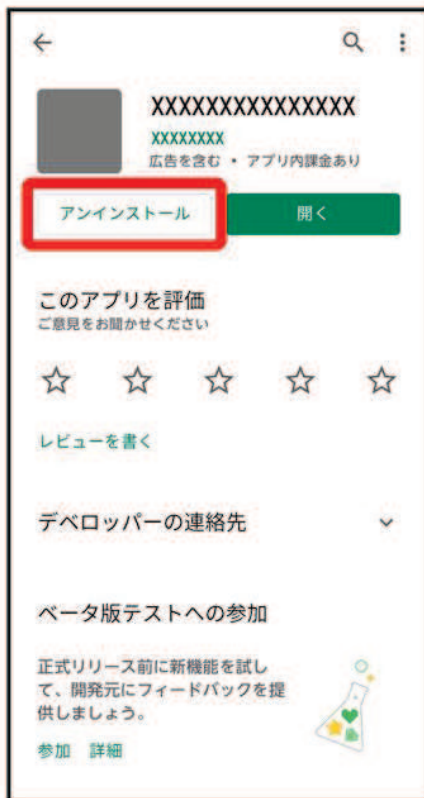 XXXXXXXXXXXXXXX
XXXXXXXX
広告を含む • アプリ内課金あり
アンインストール
開く
このアプリを評価
ご意見をお聞かせください
レビューを書く
デベロッパーの連絡先
ベータ版テストへの参加
正式リリース前に新機能を試し
て、開発元にフィードバックを提
供しましょう。
参加 詳細